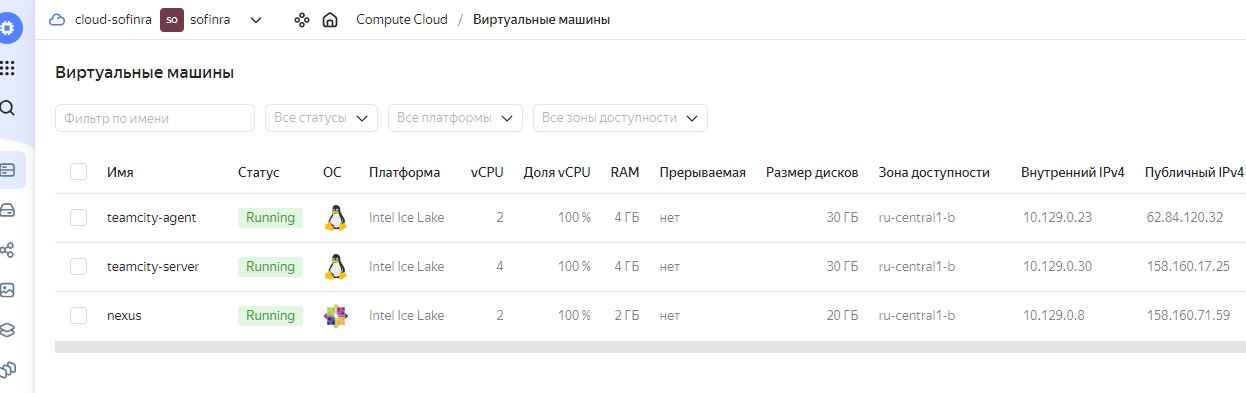 cloud-sofinra SO sofinra Compute Cloud / Виртуальные машины
Виртуальные машины
Фильтр по имени Все статусы Все платформы Все зоны доступности
Имя Статус ОС Платформа vCPU Доля vCPU RAM Прерываемая Размер дисков Зона доступности Внутренний IPv4 Публичный IPv4
teamcity-agent Running Intel Ice Lake 2 100 % 4 ГБ нет 30 ГБ ru-central1-b 10.129.0.23 62.84.120.32
teamcity-server Running Intel Ice Lake 4 100 % 4 ГБ нет 30 ГБ ru-central1-b 10.129.0.30 158.160.17.25
nexus Running Intel Ice Lake 2 100 % 2 ГБ нет 20 ГБ ru-central1-b 10.129.0.8 158.160.71.59